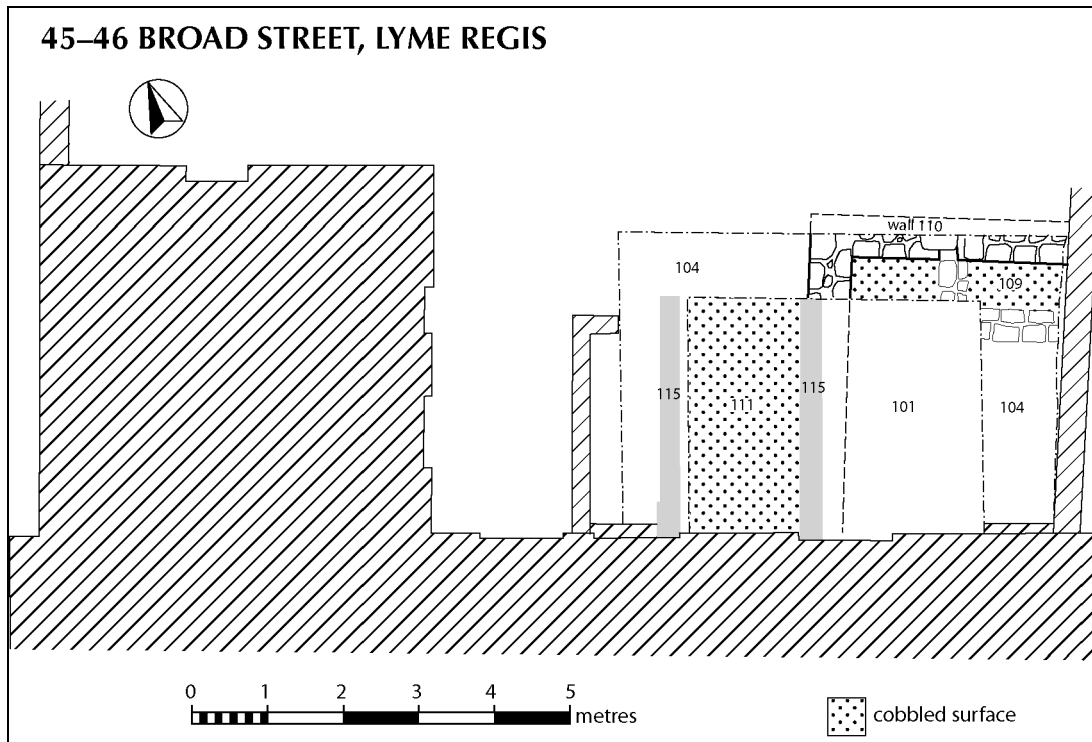 45–46 BROAD STREET, LYME REGIS
wall 110
104
109
115
111
115
101
104
0 1 2 3 4 5
metres
cobbled surface